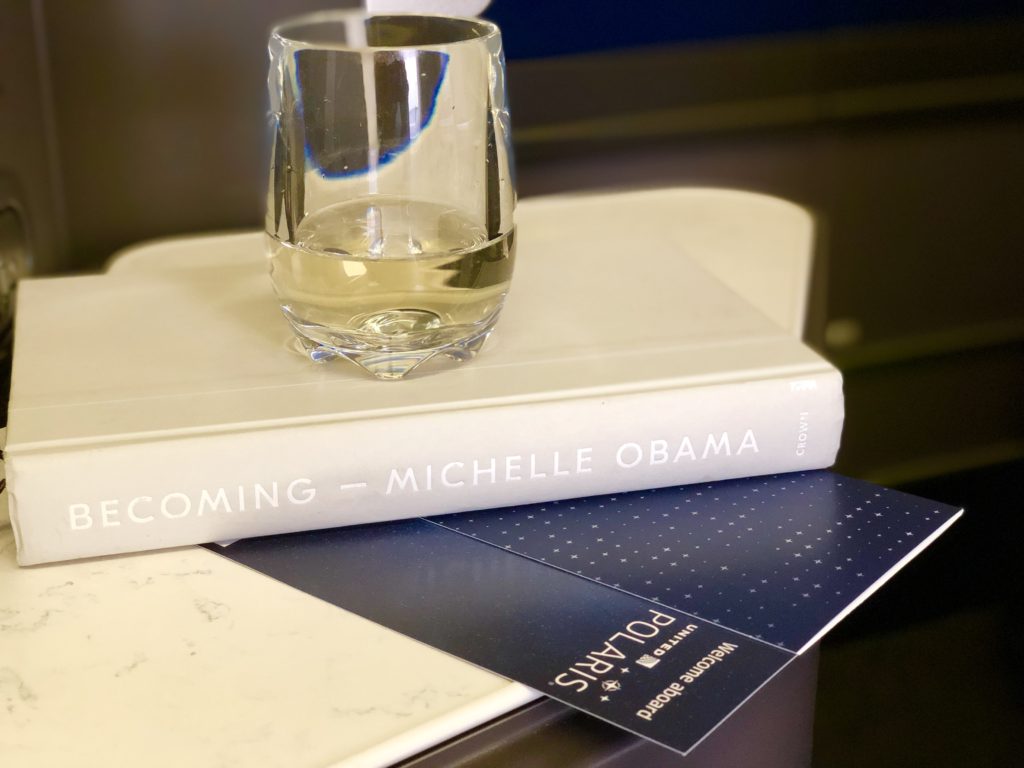 BECOMING — MICHELLE OBAMA
CROWN
Welcome aboard
UNITED
POLARIS